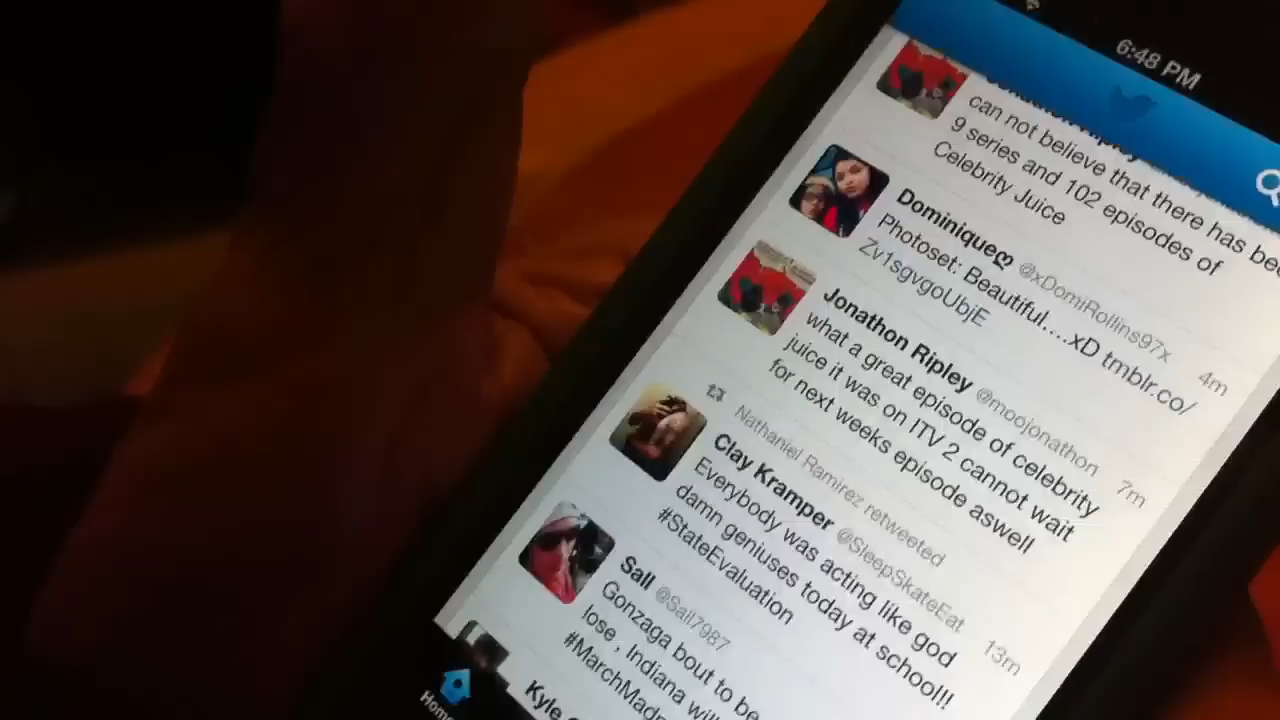 6:48 PM
can not believe that there has bee
9 series and 102 episodes of
Celebrity Juice
Dominiqueღ @xDomiRollins97x 4m
Photoset: Beautiful....xD tmblr.co/
Zv1sgvgoUbjE
Jonathon Ripley @moojonathon 7m
what a great episode of celebrity
juice it was on ITV 2 cannot wait
for next weeks episode aswell
Nathaniel Ramirez retweeted
Clay Kramper @SleepSkateEat 13m
Everybody was acting like god
damn geniuses today at school!!
#StateEvaluation
Sall @Sall7987
Gonzaga bout to be
lose , Indiana will
#MarchMadn
Kyle
Home